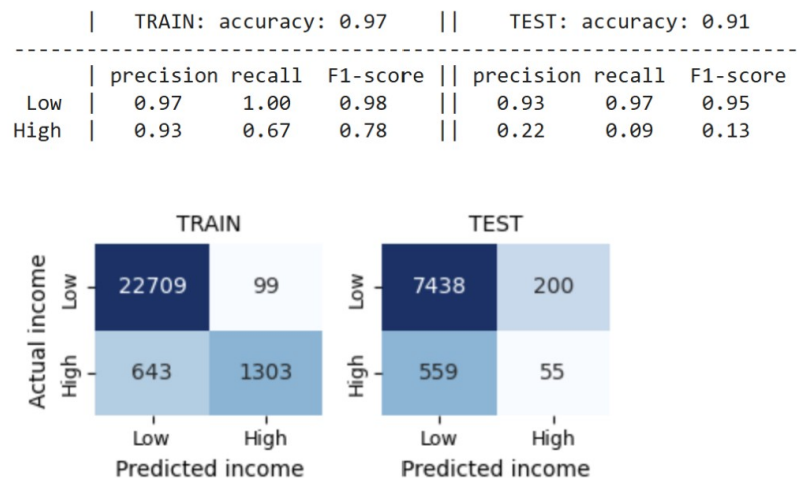 | TRAIN: accuracy: 0.97 || TEST: accuracy: 0.91
-----------------------------------------------------------------
| precision recall F1-score || precision recall F1-score
Low | 0.97 1.00 0.98 || 0.93 0.97 0.95
High | 0.93 0.67 0.78 || 0.22 0.09 0.13
TRAIN TEST
Actual income
Low 22709 99 Low 7438 200
High 643 1303 High 559 55
Low High Low High
Predicted income Predicted income